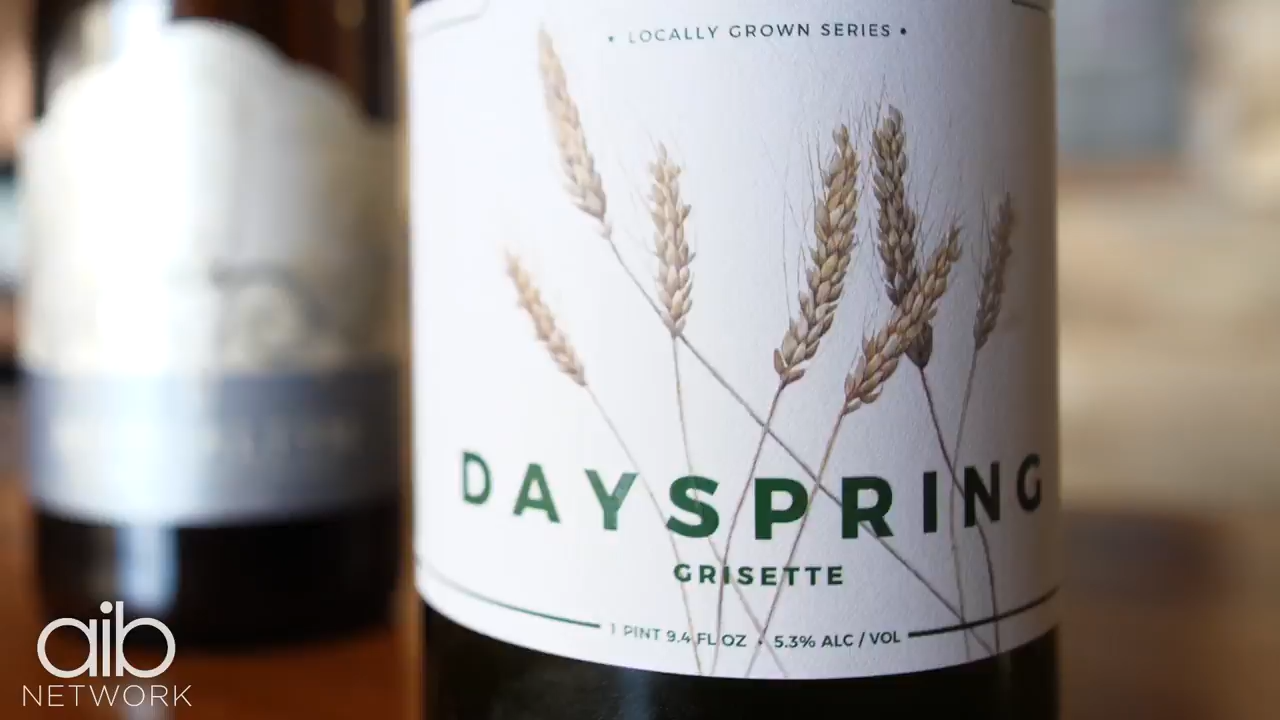 • LOCALLY GROWN SERIES •
DAYSPRING
GRISETTE
1 PINT 9.4 FL OZ • 5.3% ALC / VOL
aib
NETWORK